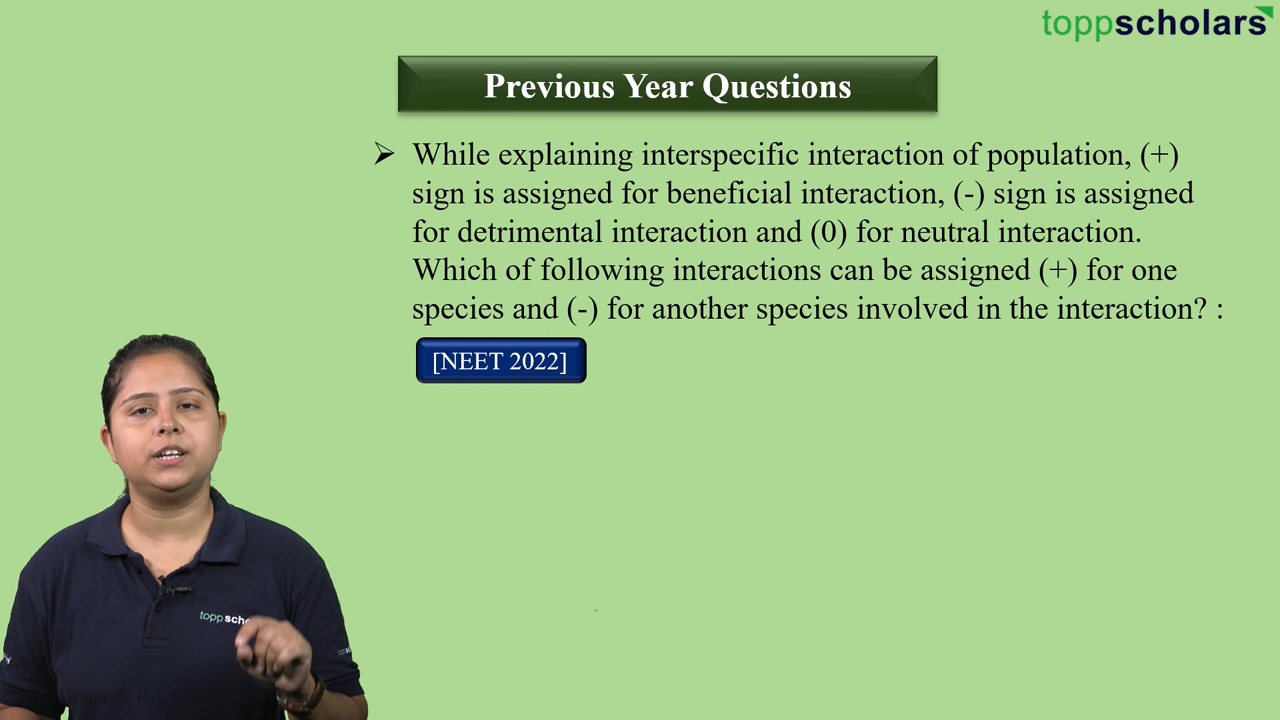 toppscholars
Previous Year Questions
➤ While explaining interspecific interaction of population, (+)
sign is assigned for beneficial interaction, (-) sign is assigned
for detrimental interaction and (0) for neutral interaction.
Which of following interactions can be assigned (+) for one
species and (-) for another species involved in the interaction? :
[NEET 2022]
topp